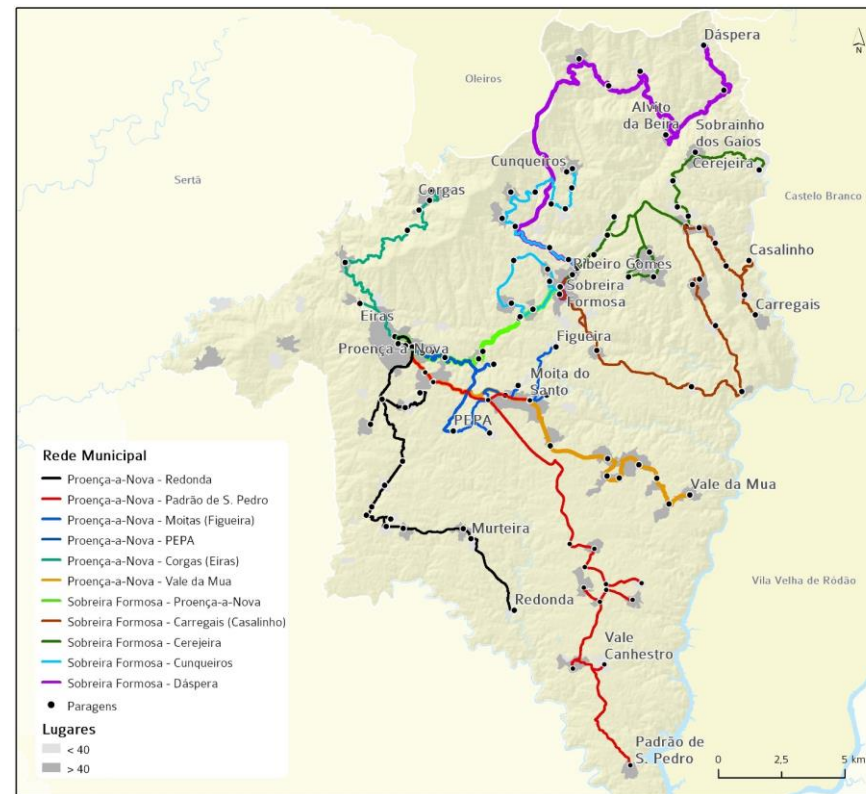 Dáspera
N
Oleiros
Alvito
da Beira
Sobrainho
dos Gaios
Cunqueiros
Cerejeira
Sertã
Corgas
Castelo Branco
Casalinho
Ribeiro Gomes
Sobreira
Formosa
Carregais
Eiras
Figueira
Proença-a-Nova
Moita do
Santo
PEPA
Vale da Mua
Murteira
Vila Velha de Ródão
Redonda
Vale
Canhestro
Padrão de
S. Pedro
0 2,5 5 km
Rede Municipal
Proença-a-Nova - Redonda
Proença-a-Nova - Padrão de S. Pedro
Proença-a-Nova - Moitas (Figueira)
Proença-a-Nova - PEPA
Proença-a-Nova - Corgas (Eiras)
Proença-a-Nova - Vale da Mua
Sobreira Formosa - Proença-a-Nova
Sobreira Formosa - Carregais (Casalinho)
Sobreira Formosa - Cerejeira
Sobreira Formosa - Cunqueiros
Sobreira Formosa - Dáspera
Paragens
Lugares
< 40
> 40